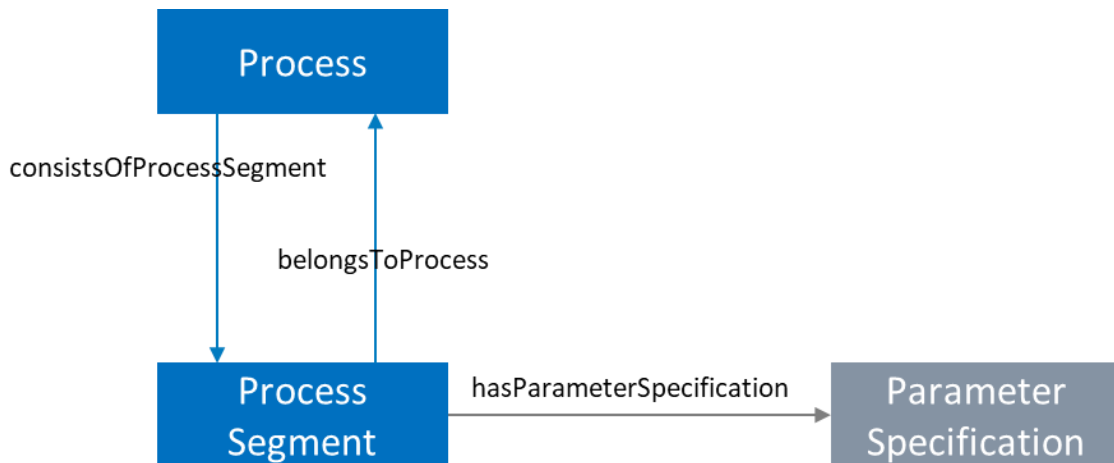 Process
consistsOfProcessSegment
belongsToProcess
Process
Segment
hasParameterSpecification
Parameter
Specification